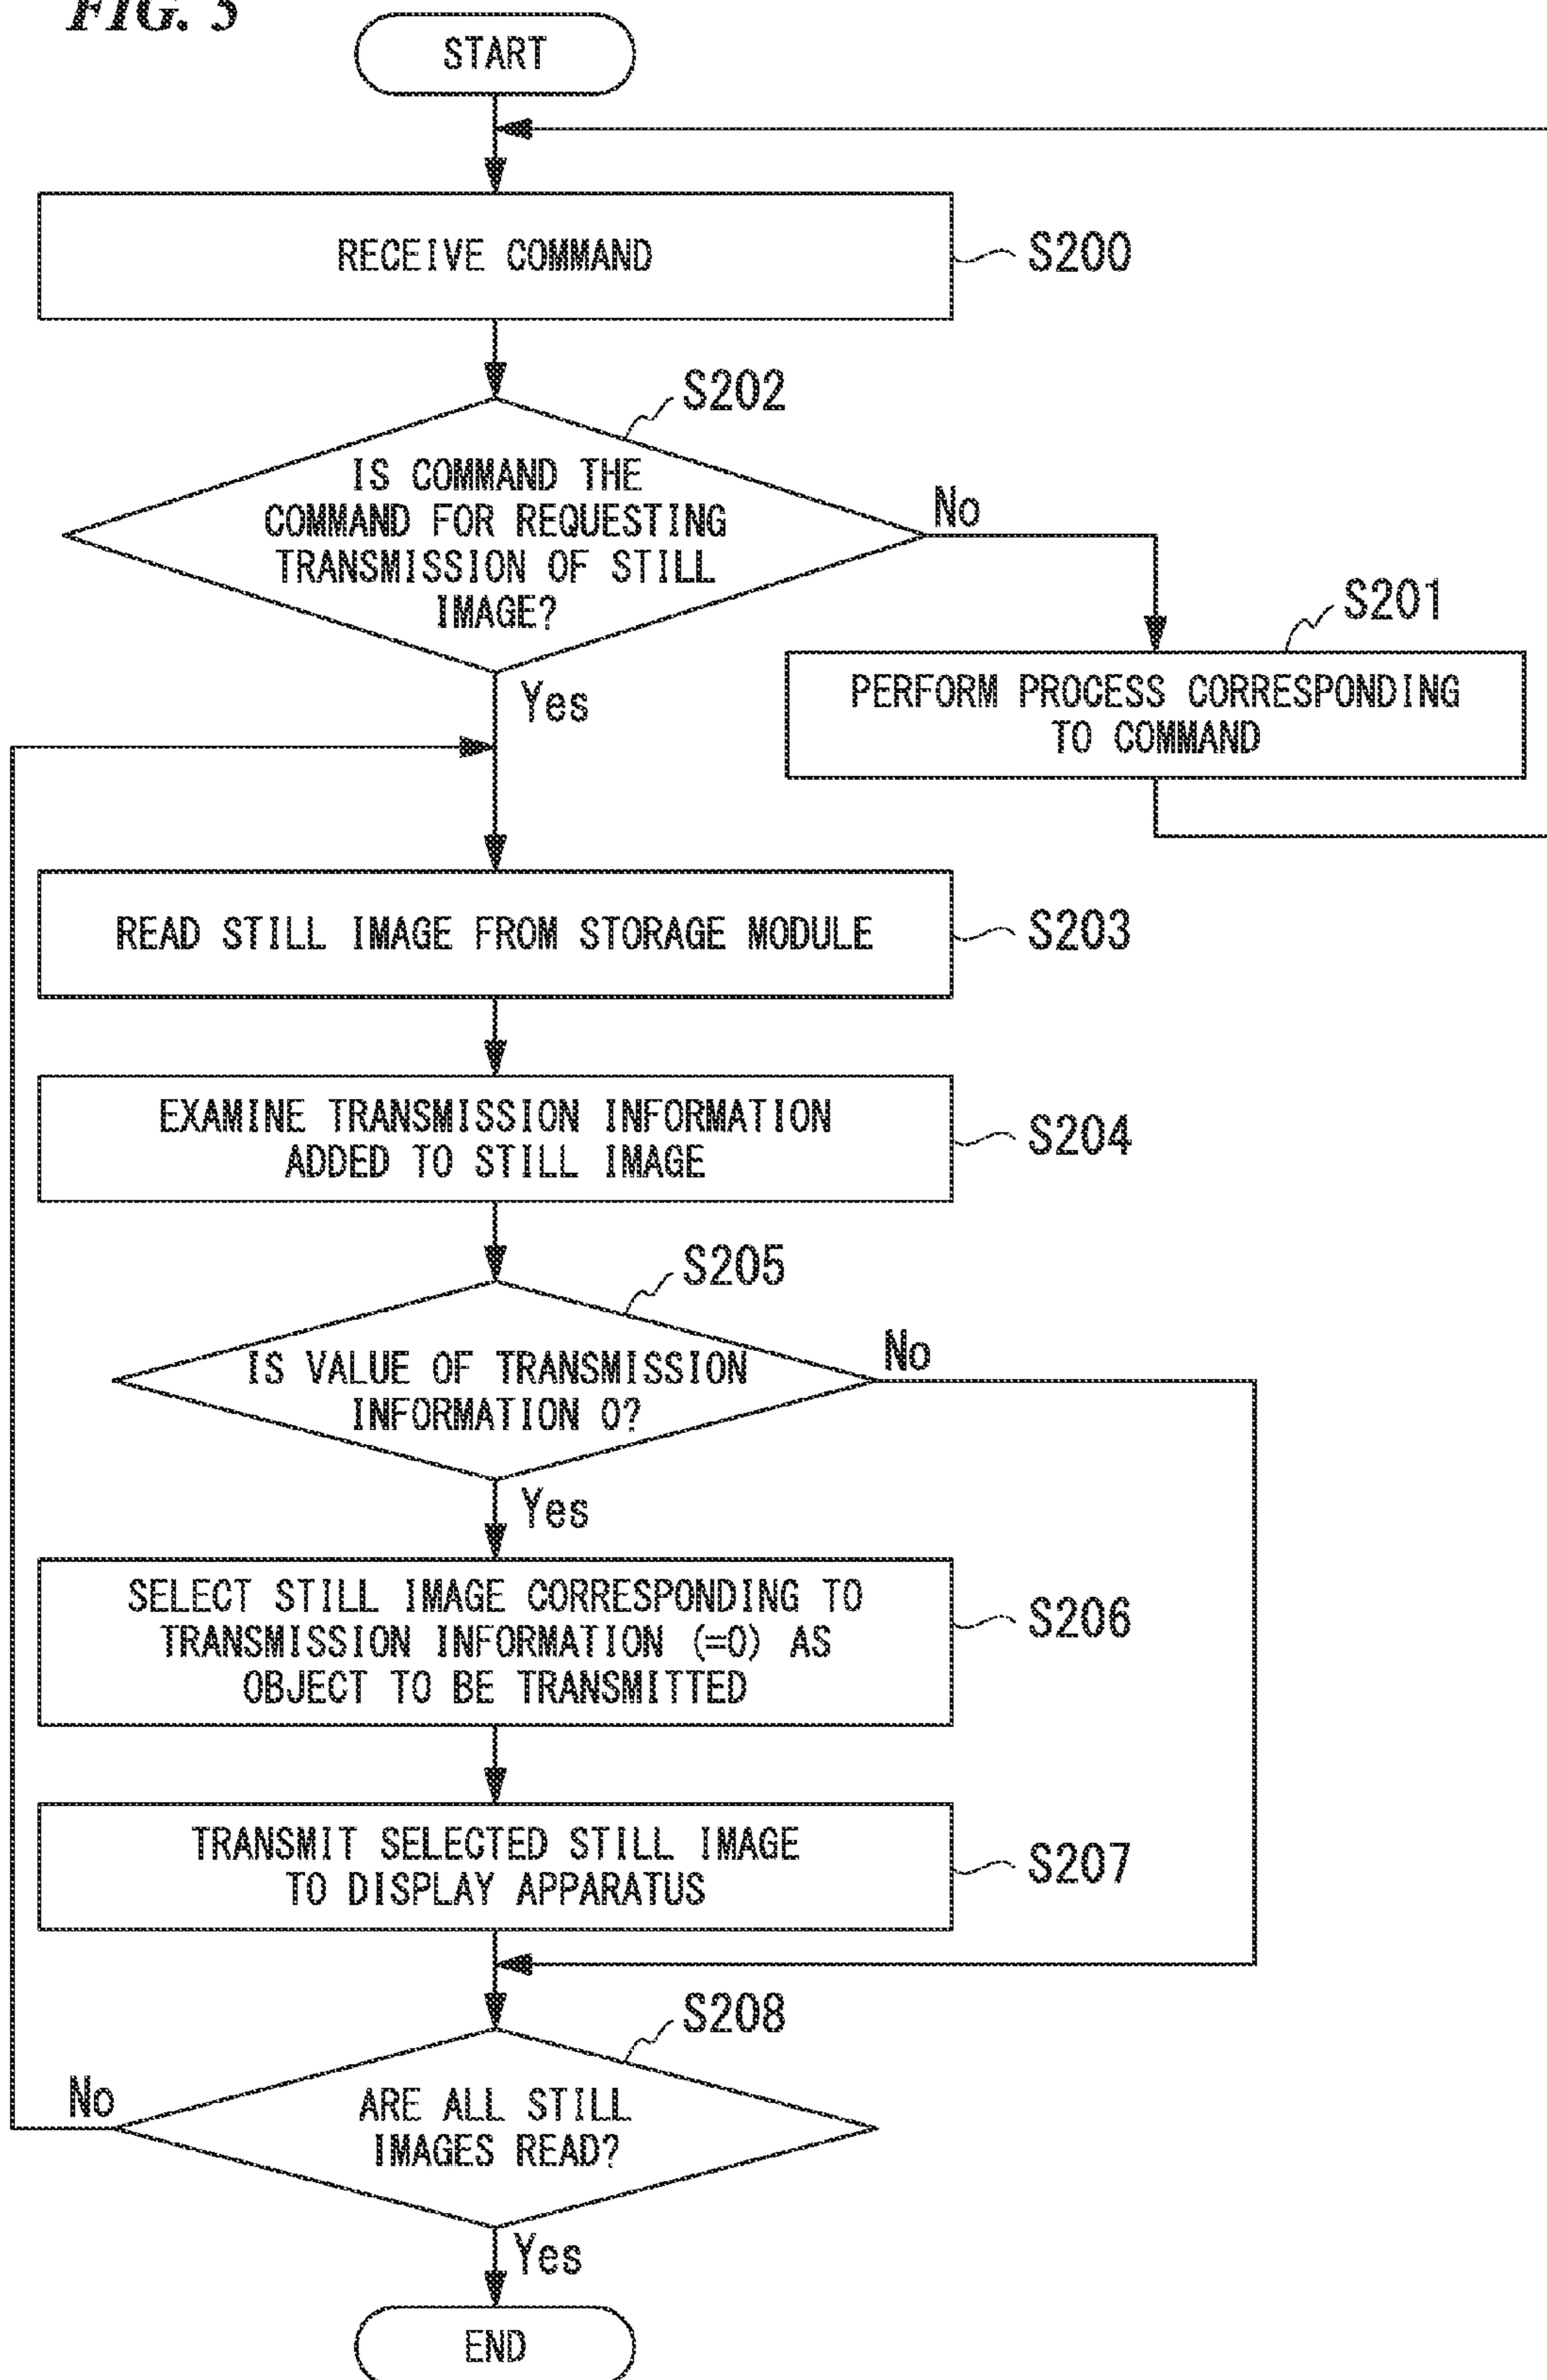 FIG. 5
START
RECEIVE COMMAND
S200
S202
IS COMMAND THE
COMMAND FOR REQUESTING
TRANSMISSION OF STILL
IMAGE?
No
Yes
S201
PERFORM PROCESS CORRESPONDING
TO COMMAND
READ STILL IMAGE FROM STORAGE MODULE
S203
EXAMINE TRANSMISSION INFORMATION
ADDED TO STILL IMAGE
S204
S205
IS VALUE OF TRANSMISSION
INFORMATION 0?
No
Yes
SELECT STILL IMAGE CORRESPONDING TO
TRANSMISSION INFORMATION (=0) AS
OBJECT TO BE TRANSMITTED
S206
TRANSMIT SELECTED STILL IMAGE
TO DISPLAY APPARATUS
S207
S208
ARE ALL STILL
IMAGES READ?
No
Yes
END